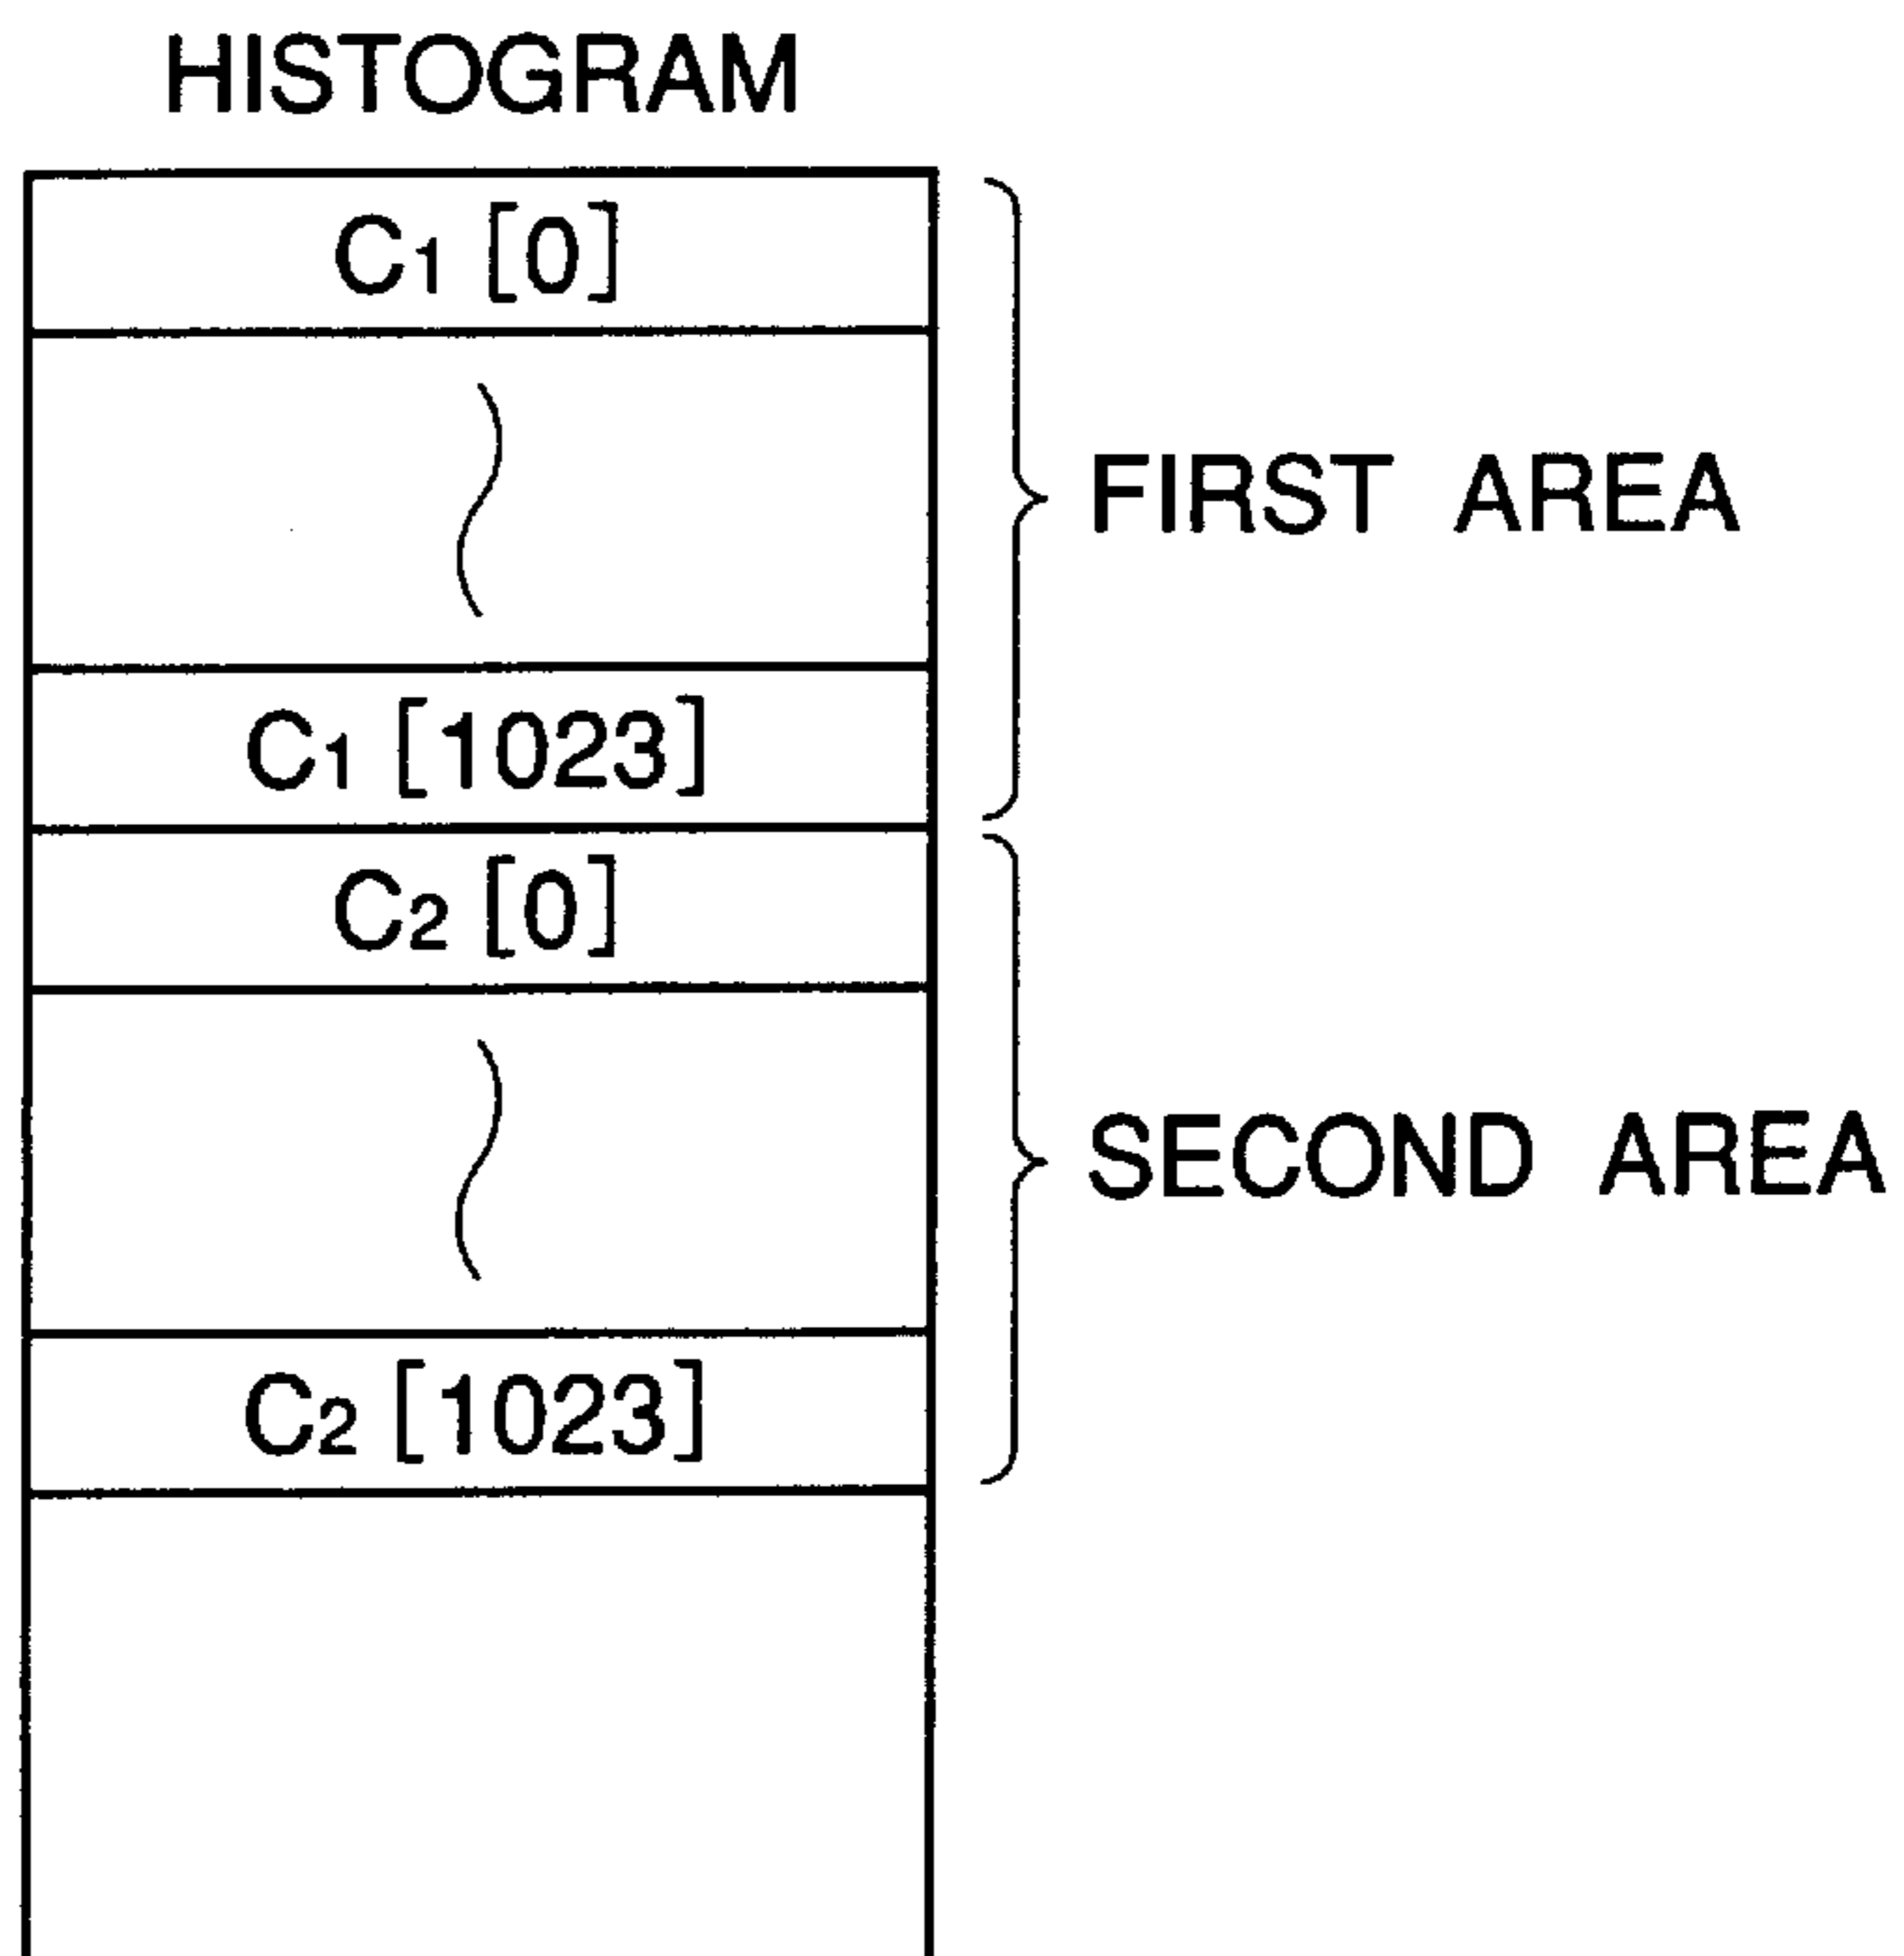 HISTOGRAM
C1 [0]
FIRST AREA
C1 [1023]
C2 [0]
SECOND AREA
C2 [1023]